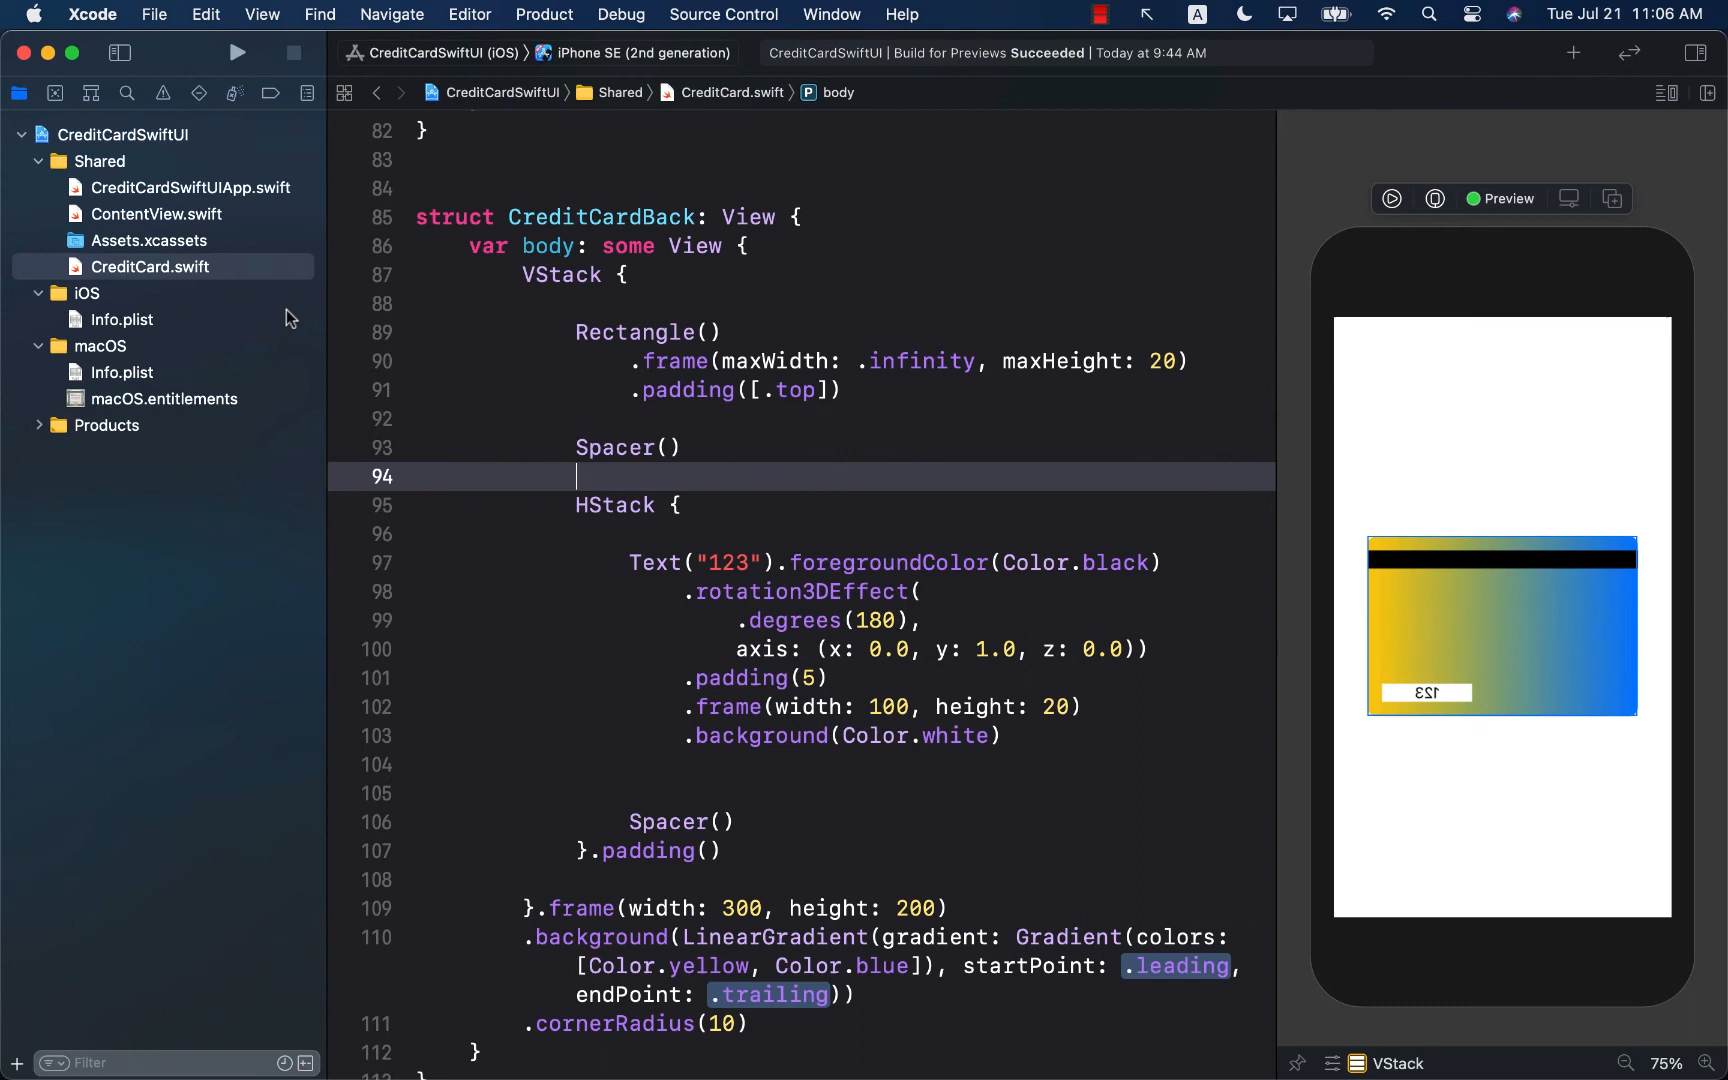 Xcode File Edit View Find Navigate Editor Product Debug Source Control Window Help A Tue Jul 21 11:06 AM
CreditCardSwiftUI (iOS) 〉 iPhone SE (2nd generation) CreditCardSwiftUI | Build for Previews Succeeded | Today at 9:44 AM
CreditCardSwiftUI 〉 Shared 〉 CreditCard.swift 〉 P body
CreditCardSwiftUI
Shared
CreditCardSwiftUIApp.swift
ContentView.swift
Assets.xcassets
CreditCard.swift
iOS
Info.plist
macOS
Info.plist
macOS.entitlements
Products
Filter
82 }
83
84
85 struct CreditCardBack: View {
86 var body: some View {
87 VStack {
88
89 Rectangle()
90 .frame(maxWidth: .infinity, maxHeight: 20)
91 .padding([.top])
92
93 Spacer()
94
95 HStack {
96
97 Text("123").foregroundColor(Color.black)
98 .rotation3DEffect(
99 .degrees(180),
100 axis: (x: 0.0, y: 1.0, z: 0.0))
101 .padding(5)
102 .frame(width: 100, height: 20)
103 .background(Color.white)
104
105
106 Spacer()
107 }.padding()
108
109 }.frame(width: 300, height: 200)
110 .background(LinearGradient(gradient: Gradient(colors:
[Color.yellow, Color.blue]), startPoint: .leading,
endPoint: .trailing))
111 .cornerRadius(10)
112 }
Preview
123
VStack 75%